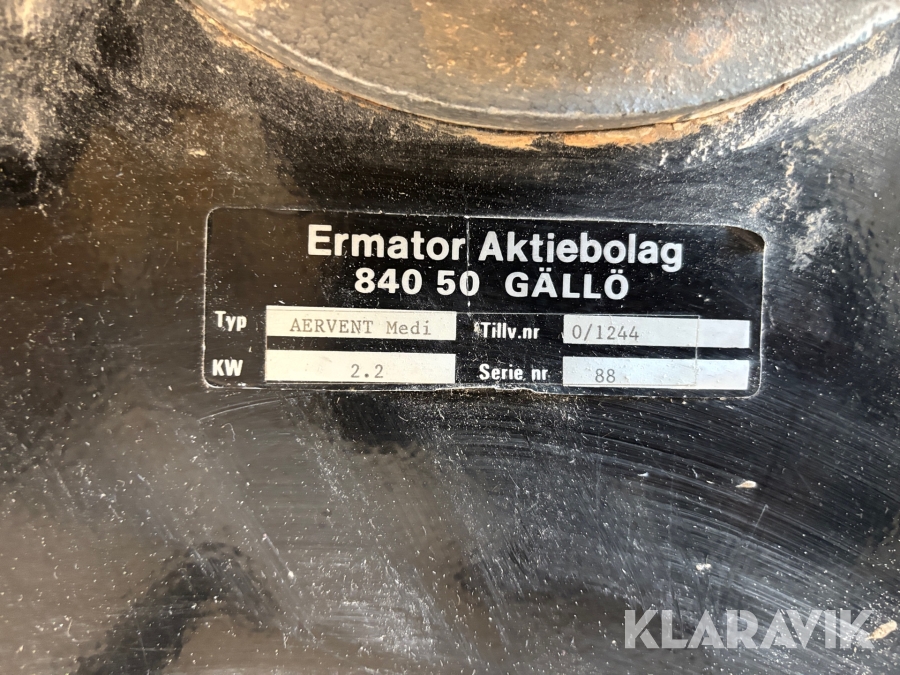 Ermator Aktiebolag
840 50 GÄLLÖ
Typ AERVENT Medi Tillv.nr 0/1244
KW 2.2 Serie nr 88
KLARAVIK